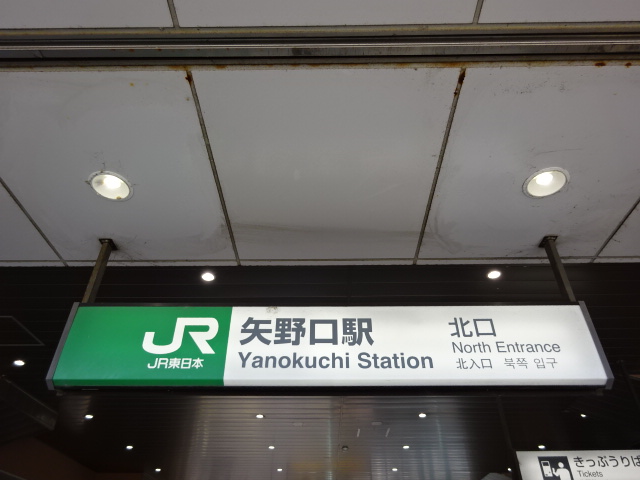 JR
JR東日本
矢野口駅
Yanokuchi Station
北口
North Entrance
北入口 북쪽 입구
きっぷうりば
Tickets